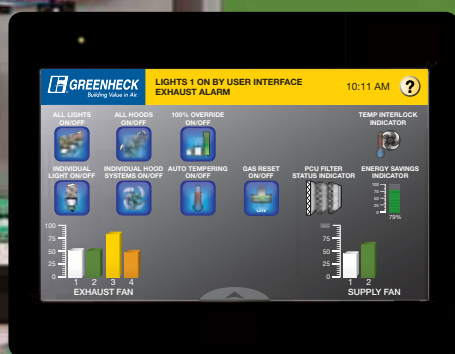 GREENHECK
Building Value in Air.
LIGHTS 1 ON BY USER INTERFACE
EXHAUST ALARM
10:11 AM
?
ALL LIGHTS
ON/OFF
ALL HOODS
ON/OFF
100% OVERRIDE
ON/OFF
TEMP INTERLOCK
INDICATOR
INDIVIDUAL
LIGHT ON/OFF
INDIVIDUAL HOOD
SYSTEMS ON/OFF
AUTO TEMPERING
ON/OFF
GAS RESET
ON/OFF
ON
PCU FILTER
STATUS INDICATOR
ENERGY SAVINGS
INDICATOR
100
75
50
25
0
79%
100
75
50
25
0
1 2 3 4
EXHAUST FAN
75
50
25
0
1 2
SUPPLY FAN